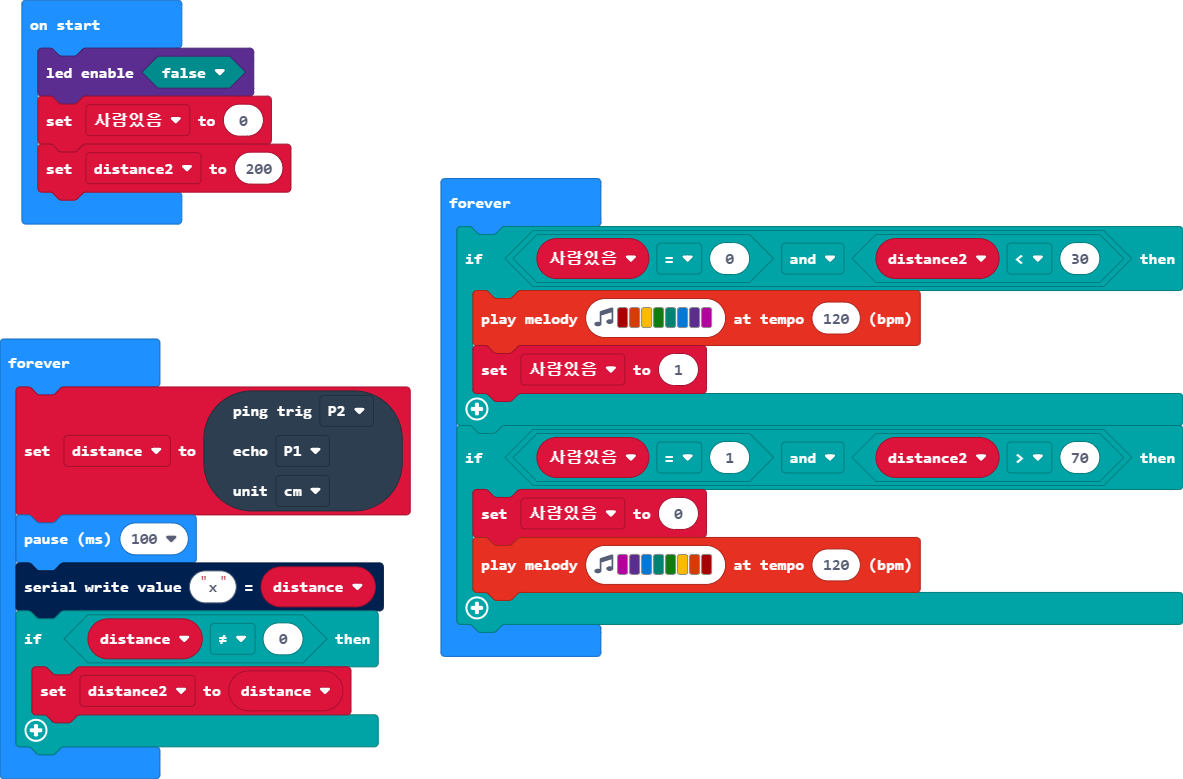 on start
led enable false
set 사람있음 to 0
set distance2 to 200
forever
set distance to ping trig P2
echo P1
unit cm
pause (ms) 100
serial write value "x" = distance
if distance ≠ 0 then
set distance2 to distance
forever
if 사람있음 = 0 and distance2 < 30 then
play melody at tempo 120 (bpm)
set 사람있음 to 1
if 사람있음 = 1 and distance2 > 70 then
set 사람있음 to 0
play melody at tempo 120 (bpm)